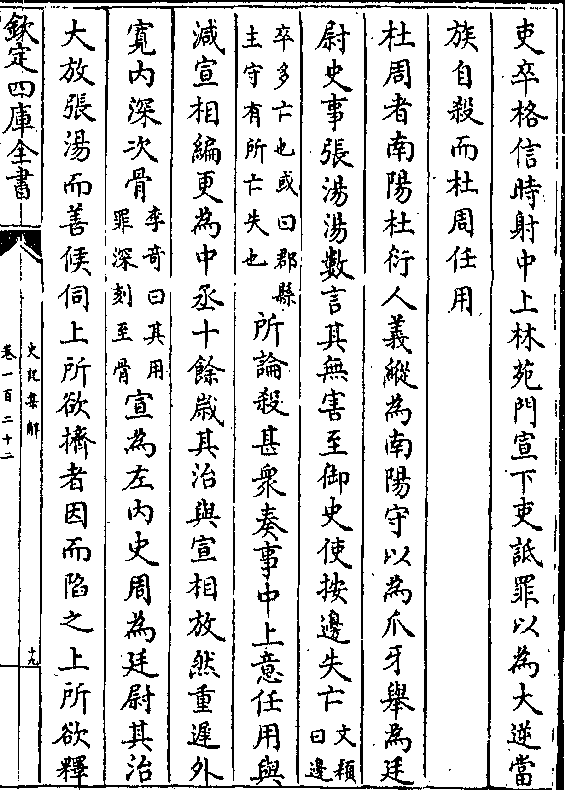 吏卒格信時射中上林苑門宣下吏詆罪以為大逆當
族自殺而杜周任用
杜周者南陽杜衍人義縱為南陽守以為爪牙舉為廷
尉史事張湯湯數言其無害至御史使按邊失亡文穎曰邊
卒多亡也或曰郡縣主守有所亡失也所論殺甚衆奏事中上意任用與
減宣相編更為中丞十餘歲其治與宣相放然重遲外
寛内深次骨李竒曰其用罪深刻至骨宣為左内史周為廷尉其治
大放張湯而善候伺上所欲擠者因而陷之上所欲釋
欽定四庫全書
史記集解
卷一百二十二
十九